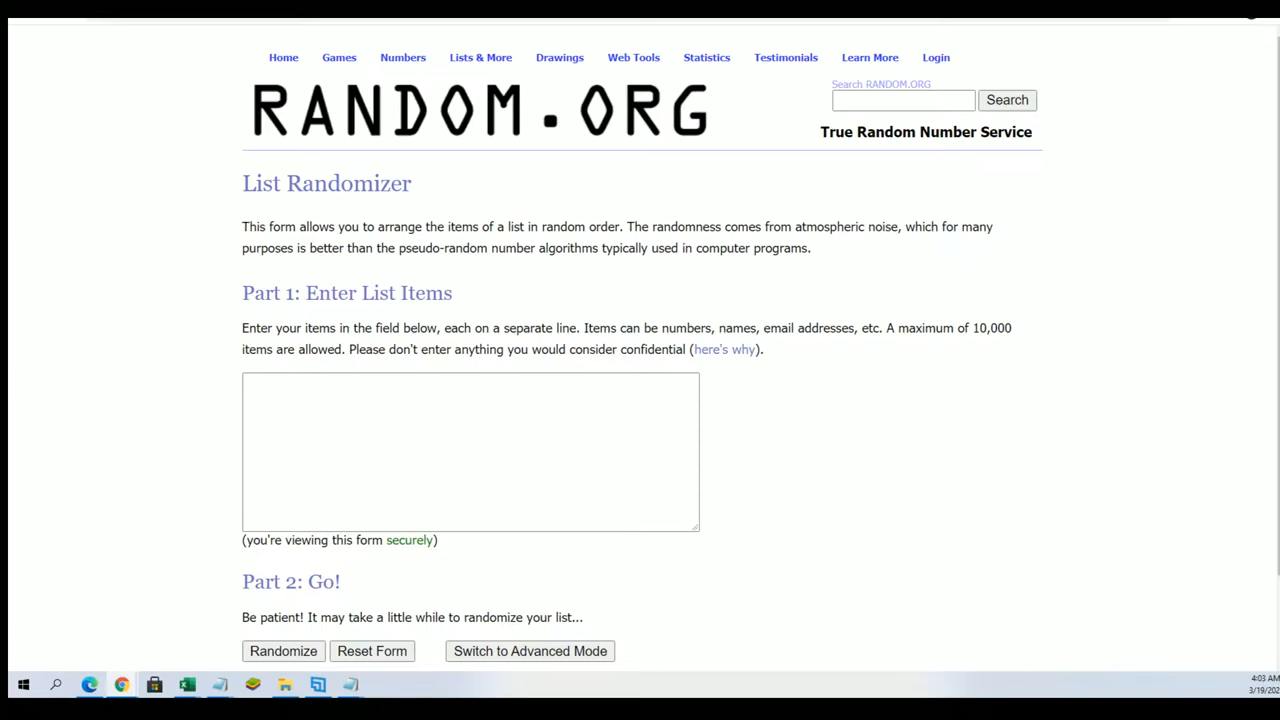 Home Games Numbers Lists & More Drawings Web Tools Statistics Testimonials Learn More Login
Search RANDOM.ORG
RANDOM.ORG
Search
True Random Number Service
List Randomizer
This form allows you to arrange the items of a list in random order. The randomness comes from atmospheric noise, which for many
purposes is better than the pseudo-random number algorithms typically used in computer programs.
Part 1: Enter List Items
Enter your items in the field below, each on a separate line. Items can be numbers, names, email addresses, etc. A maximum of 10,000
items are allowed. Please don't enter anything you would consider confidential (here's why).
(you're viewing this form securely)
Part 2: Go!
Be patient! It may take a little while to randomize your list...
Randomize Reset Form Switch to Advanced Mode
4:03 AM
3/19/202